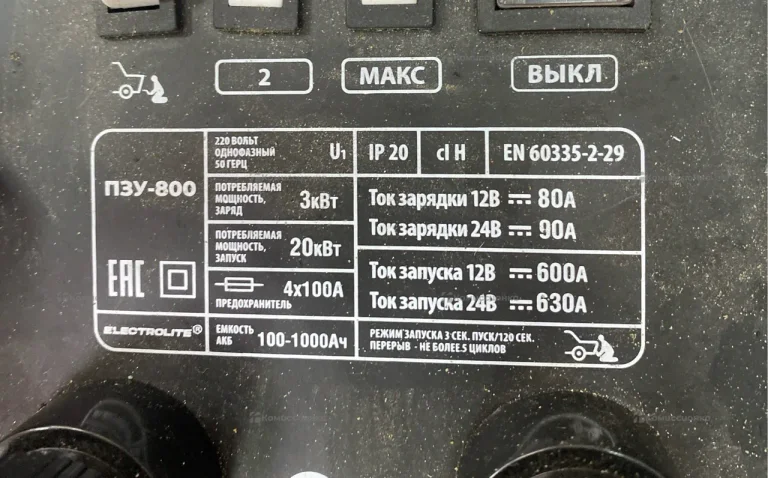 2
МАКС
ВЫКЛ
ПЗУ-800
220 ВОЛЬТ
ОДНОФАЗНЫЙ
50 ГЕРЦ
U1
IP 20
cl H
EN 60335-2-29
ПОТРЕБЛЯЕМАЯ
МОЩНОСТЬ,
ЗАРЯД
3кВт
Ток зарядки 12В 80А
Ток зарядки 24В 90А
ПОТРЕБЛЯЕМАЯ
МОЩНОСТЬ,
ЗАПУСК
20кВт
EAC
4х100А
ПРЕДОХРАНИТЕЛЬ
Ток запуска 12В 600А
Ток запуска 24В 630А
ELECTROLITE®
ЕМКОСТЬ
АКБ
100-1000Ач
РЕЖИМ ЗАПУСКА 3 СЕК. ПУСК/120 СЕК.
ПЕРЕРЫВ - НЕ БОЛЕЕ 5 ЦИКЛОВ